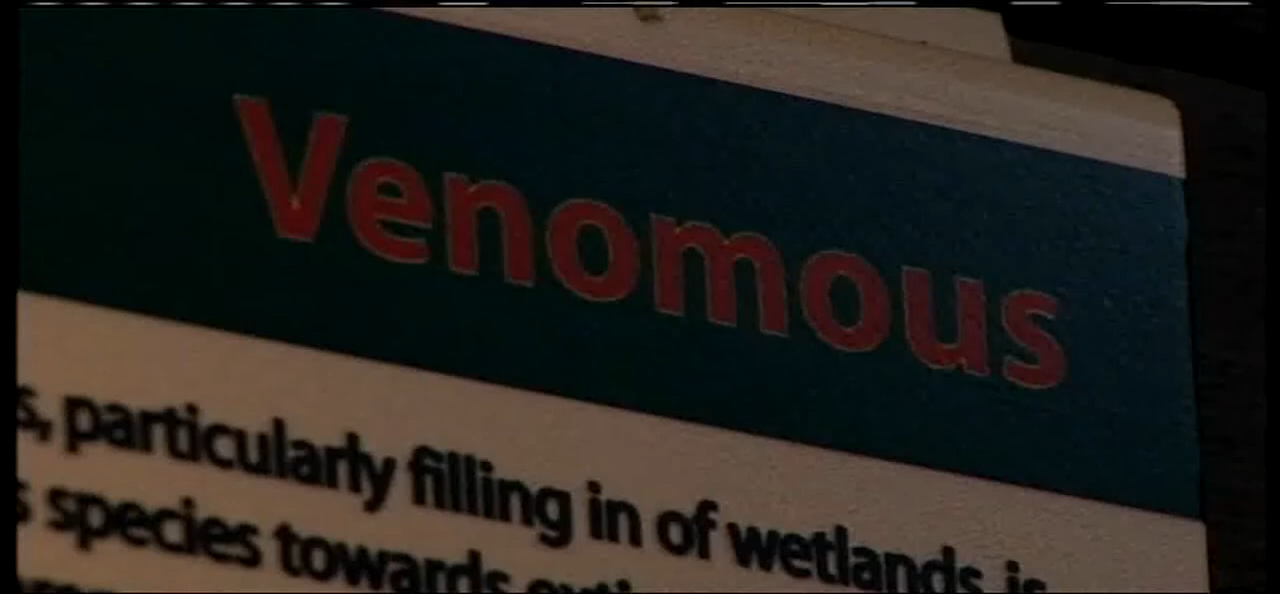 Venomous
s, particularly filling in of wetlands is
s species towards